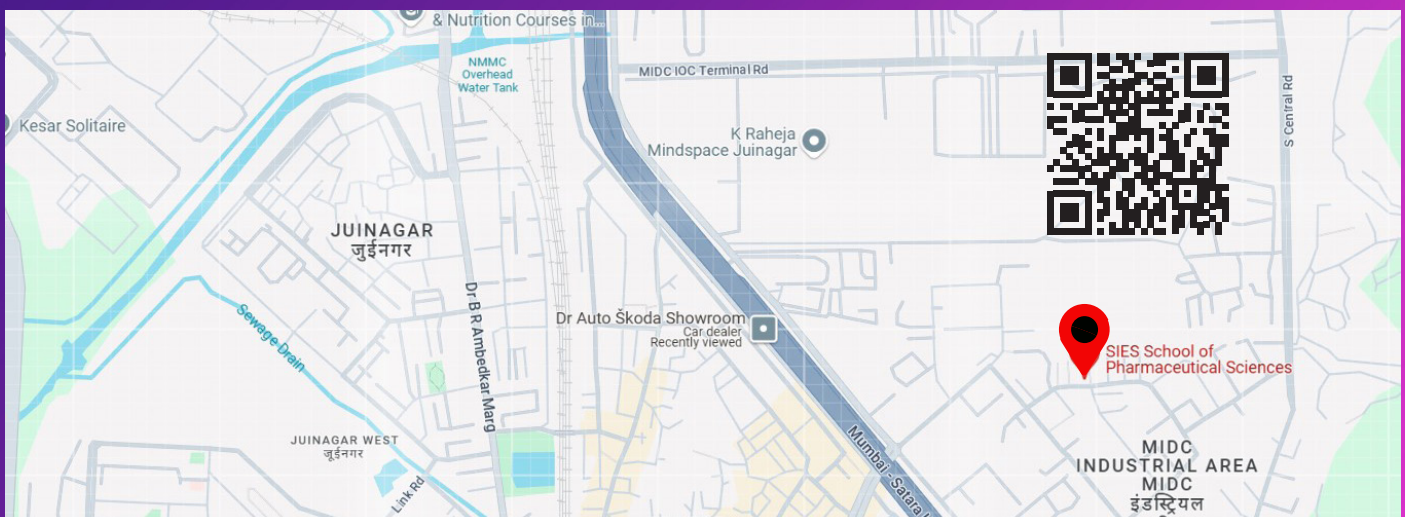 & Nutrition Courses in...
NMMC
Overhead
Water Tank
MIDC IOC Terminal Rd
S Central Rd
Kesar Solitaire
K Raheja
Mindspace Juinagar
JUINAGAR
जुईनगर
Dr B R Ambedkar Marg
Sewage Drain
Dr Auto Škoda Showroom
Car dealer
Recently viewed
SIES School of
Pharmaceutical Sciences
JUINAGAR WEST
जूईनगर
Link Rd
Mumbai - Satara
MIDC
INDUSTRIAL AREA
MIDC
इंडस्ट्रियल